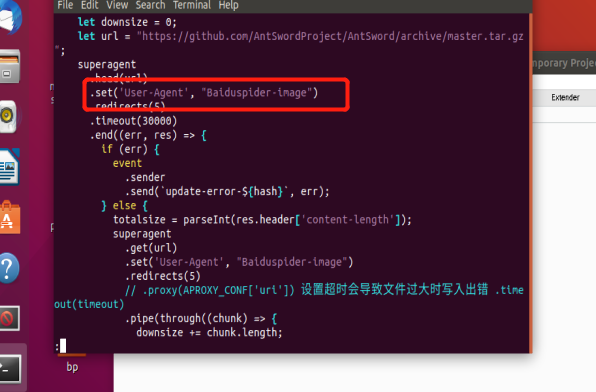 File Edit View Search Terminal Help
let downsize = 0;
let url = "https://github.com/AntSwordProject/AntSword/archive/master.tar.gz
";
superagent
.head(url)
.set('User-Agent', "Baiduspider-image")
.redirects(5)
.timeout(30000)
.end((err, res) => {
if (err) {
event
.sender
.send(`update-error-${hash}`, err);
} else {
totalsize = parseInt(res.header['content-length']);
superagent
.get(url)
.set('User-Agent', "Baiduspider-image")
.redirects(5)
// .proxy(APROXY_CONF['uri']) 设置超时会导致文件过大时写入出错 .time
out(timeout)
.pipe(through((chunk) => {
downsize += chunk.length;
:
mporary Projec
Extender
bp